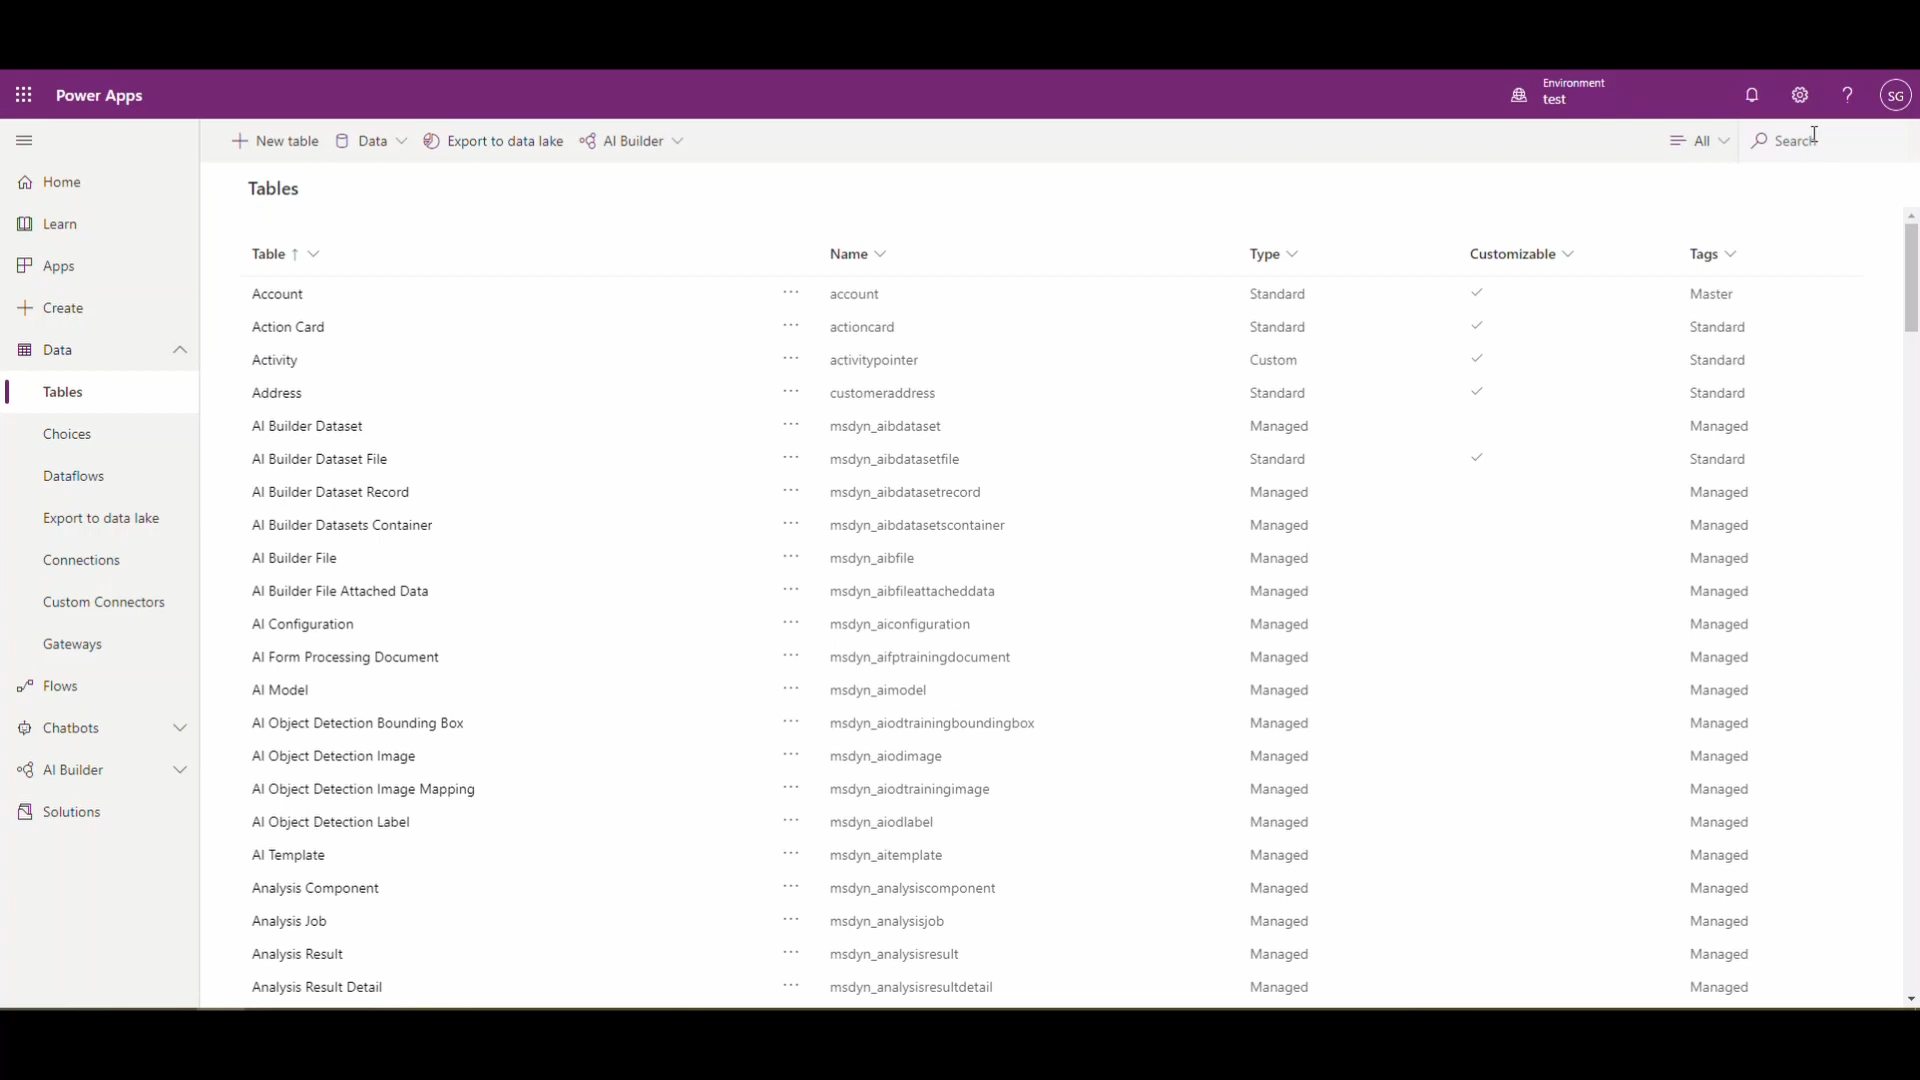 Power Apps
Environment
test
SG
New table
Data
Export to data lake
AI Builder
All
Search
Home
Learn
Apps
Create
Data
Tables
Choices
Dataflows
Export to data lake
Connections
Custom Connectors
Gateways
Flows
Chatbots
AI Builder
Solutions
Tables
Table ↑ Name Type Customizable Tags
Account ... account Standard ✓ Master
Action Card ... actioncard Standard ✓ Standard
Activity ... activitypointer Custom ✓ Standard
Address ... customeraddress Standard ✓ Standard
AI Builder Dataset ... msdyn_aibdataset Managed Managed
AI Builder Dataset File ... msdyn_aibdatasetfile Standard ✓ Standard
AI Builder Dataset Record ... msdyn_aibdatasetrecord Managed Managed
AI Builder Datasets Container ... msdyn_aibdatasetscontainer Managed Managed
AI Builder File ... msdyn_aibfile Managed Managed
AI Builder File Attached Data ... msdyn_aibfileattacheddata Managed Managed
AI Configuration ... msdyn_aiconfiguration Managed Managed
AI Form Processing Document ... msdyn_aifptrainingdocument Managed Managed
AI Model ... msdyn_aimodel Managed Managed
AI Object Detection Bounding Box ... msdyn_aiodtrainingboundingbox Managed Managed
AI Object Detection Image ... msdyn_aiodimage Managed Managed
AI Object Detection Image Mapping ... msdyn_aiodtrainingimage Managed Managed
AI Object Detection Label ... msdyn_aiodlabel Managed Managed
AI Template ... msdyn_aitemplate Managed Managed
Analysis Component ... msdyn_analysiscomponent Managed Managed
Analysis Job ... msdyn_analysisjob Managed Managed
Analysis Result ... msdyn_analysisresult Managed Managed
Analysis Result Detail ... msdyn_analysisresultdetail Managed Managed